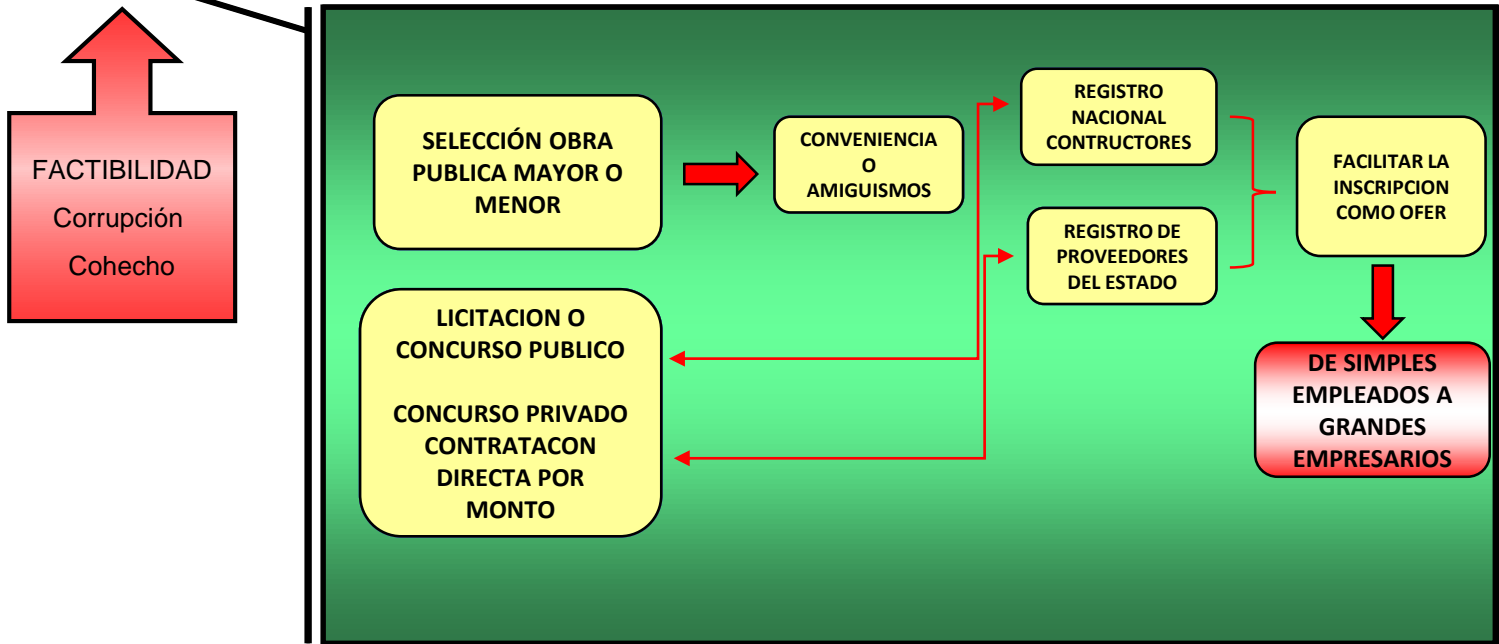 FACTIBILIDAD
Corrupción
Cohecho
SELECCIÓN OBRA
PUBLICA MAYOR O
MENOR
CONVENIENCIA
O
AMIGUISMOS
REGISTRO
NACIONAL
CONTRUCTORES
REGISTRO DE
PROVEEDORES
DEL ESTADO
FACILITAR LA
INSCRIPCION
COMO OFER
LICITACION O
CONCURSO PUBLICO
CONCURSO PRIVADO
CONTRATACON
DIRECTA POR
MONTO
DE SIMPLES
EMPLEADOS A
GRANDES
EMPRESARIOS